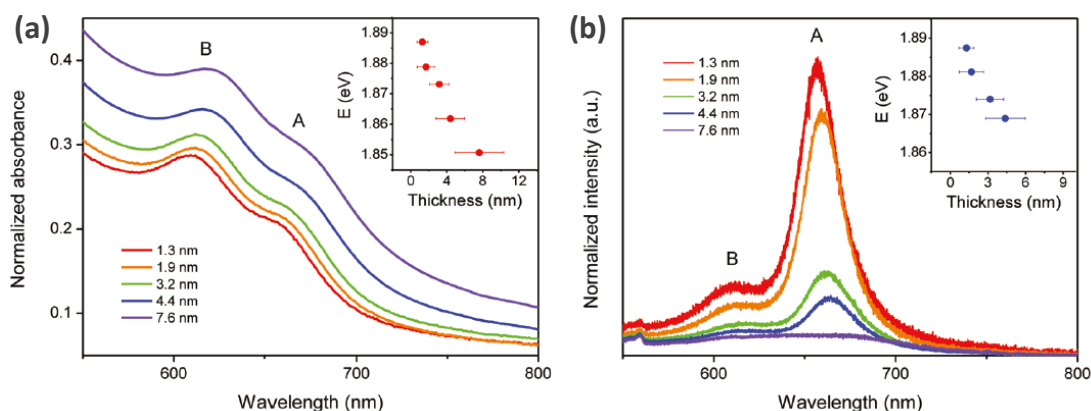 (a)
B
A
1.3 nm
1.9 nm
3.2 nm
4.4 nm
7.6 nm
Normalized absorbance
0.4
0.3
0.2
0.1
600
700
800
Wavelength (nm)
E (eV)
1.89
1.88
1.87
1.86
1.85
0
4
8
12
Thickness (nm)
(b)
A
B
1.3 nm
1.9 nm
3.2 nm
4.4 nm
7.6 nm
Normalized intensity (a.u.)
600
700
800
Wavelength (nm)
E (eV)
1.89
1.88
1.87
1.86
0
3
6
9
Thickness (nm)